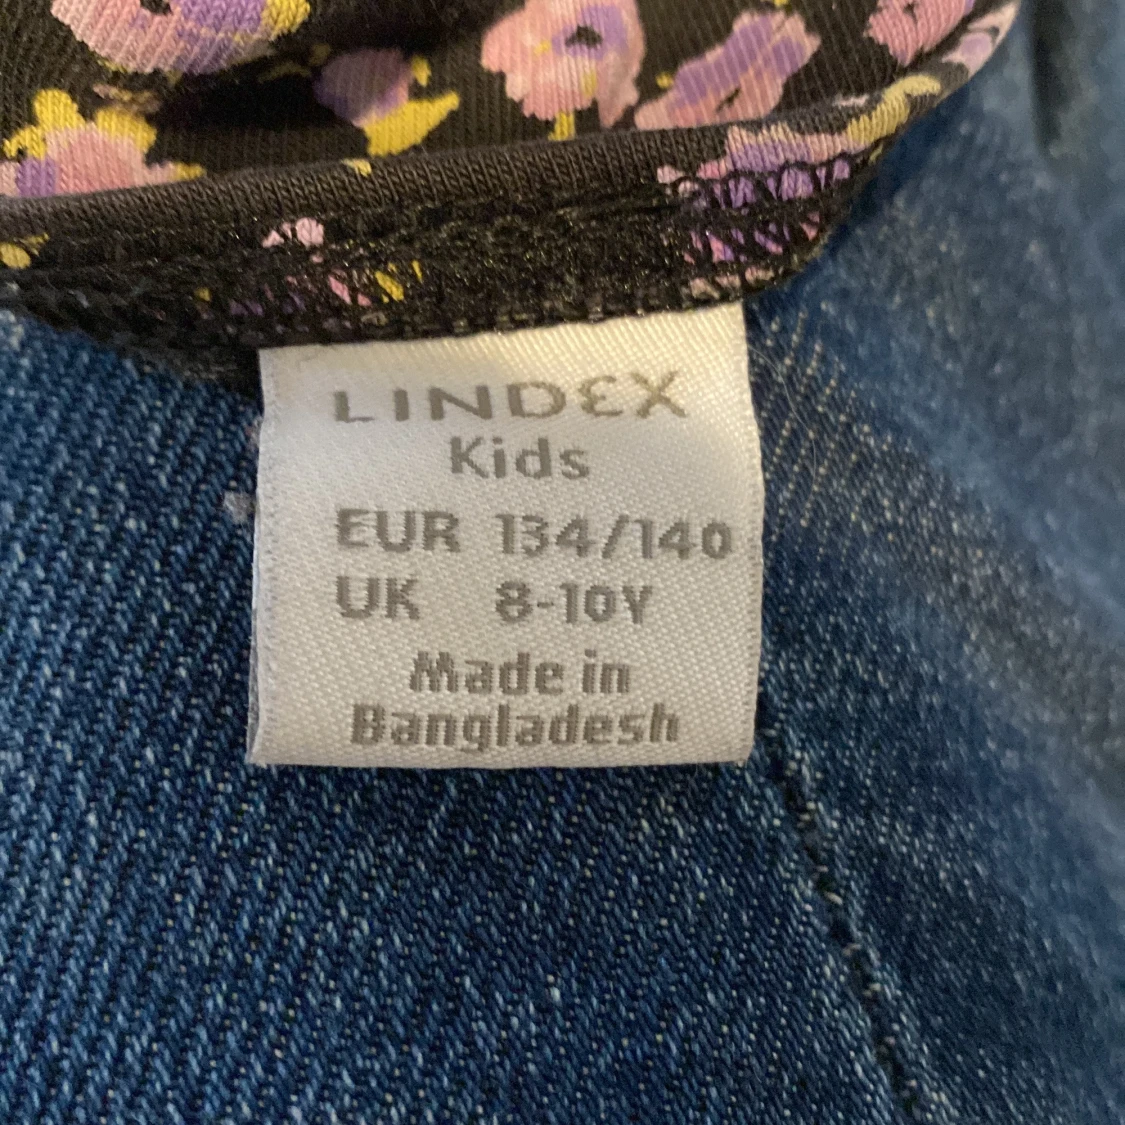 LINDEX
Kids
EUR 134/140
UK 8-10Y
Made in
Bangladesh